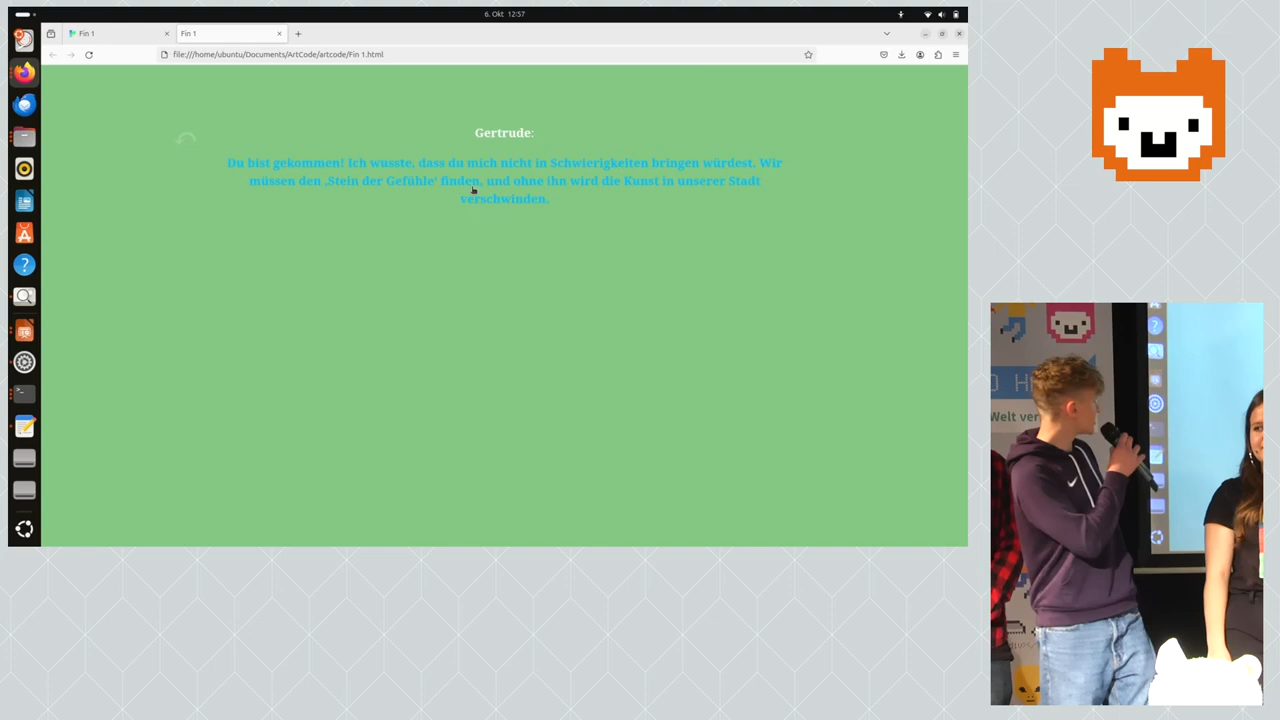 6. Okt 12:57
Fin 1
Fin 1
file:///home/ubuntu/Documents/ArtCode/artcode/Fin 1.html
Gertrude:
Du bist gekommen! Ich wusste, dass du mich nicht in Schwierigkeiten bringen würdest. Wir
müssen den ‚Stein der Gefühle‘ finden, und ohne ihn wird die Kunst in unserer Stadt
verschwinden.
Welt ver